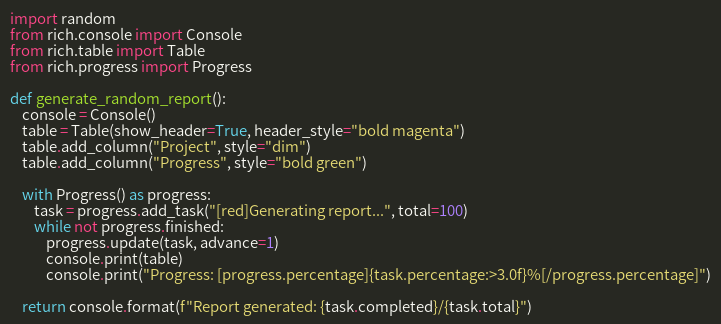 import random
from rich.console import Console
from rich.table import Table
from rich.progress import Progress

def generate_random_report():
    console = Console()
    table = Table(show_header=True, header_style="bold magenta")
    table.add_column("Project", style="dim")
    table.add_column("Progress", style="bold green")

    with Progress() as progress:
        task = progress.add_task("[red]Generating report...", total=100)
        while not progress.finished:
            progress.update(task, advance=1)
            console.print(table)
            console.print("Progress: [progress.percentage]{task.percentage:>3.0f}%[/progress.percentage]")

    return console.format(f"Report generated: {task.completed}/{task.total}")